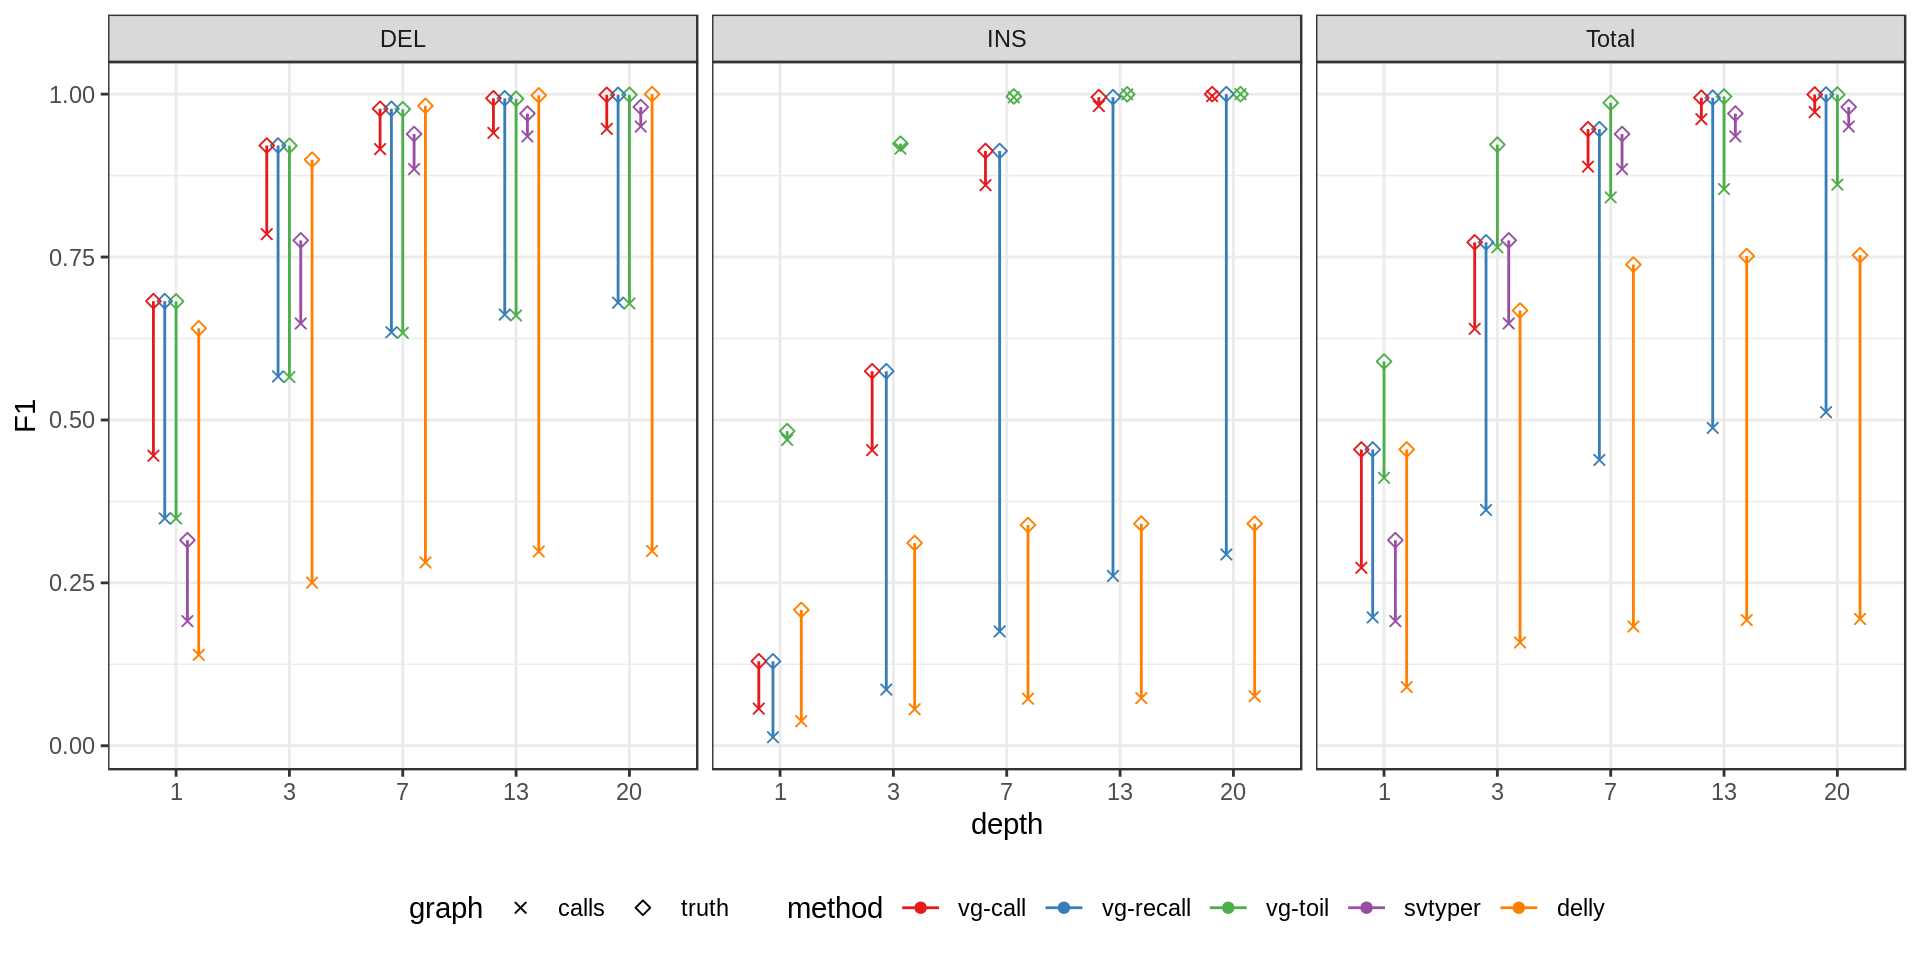 DEL
INS
Total
F1
1.00
0.75
0.50
0.25
0.00
1 3 7 13 20
1 3 7 13 20
1 3 7 13 20
depth
graph calls truth method vg-call vg-recall vg-toil svtyper delly